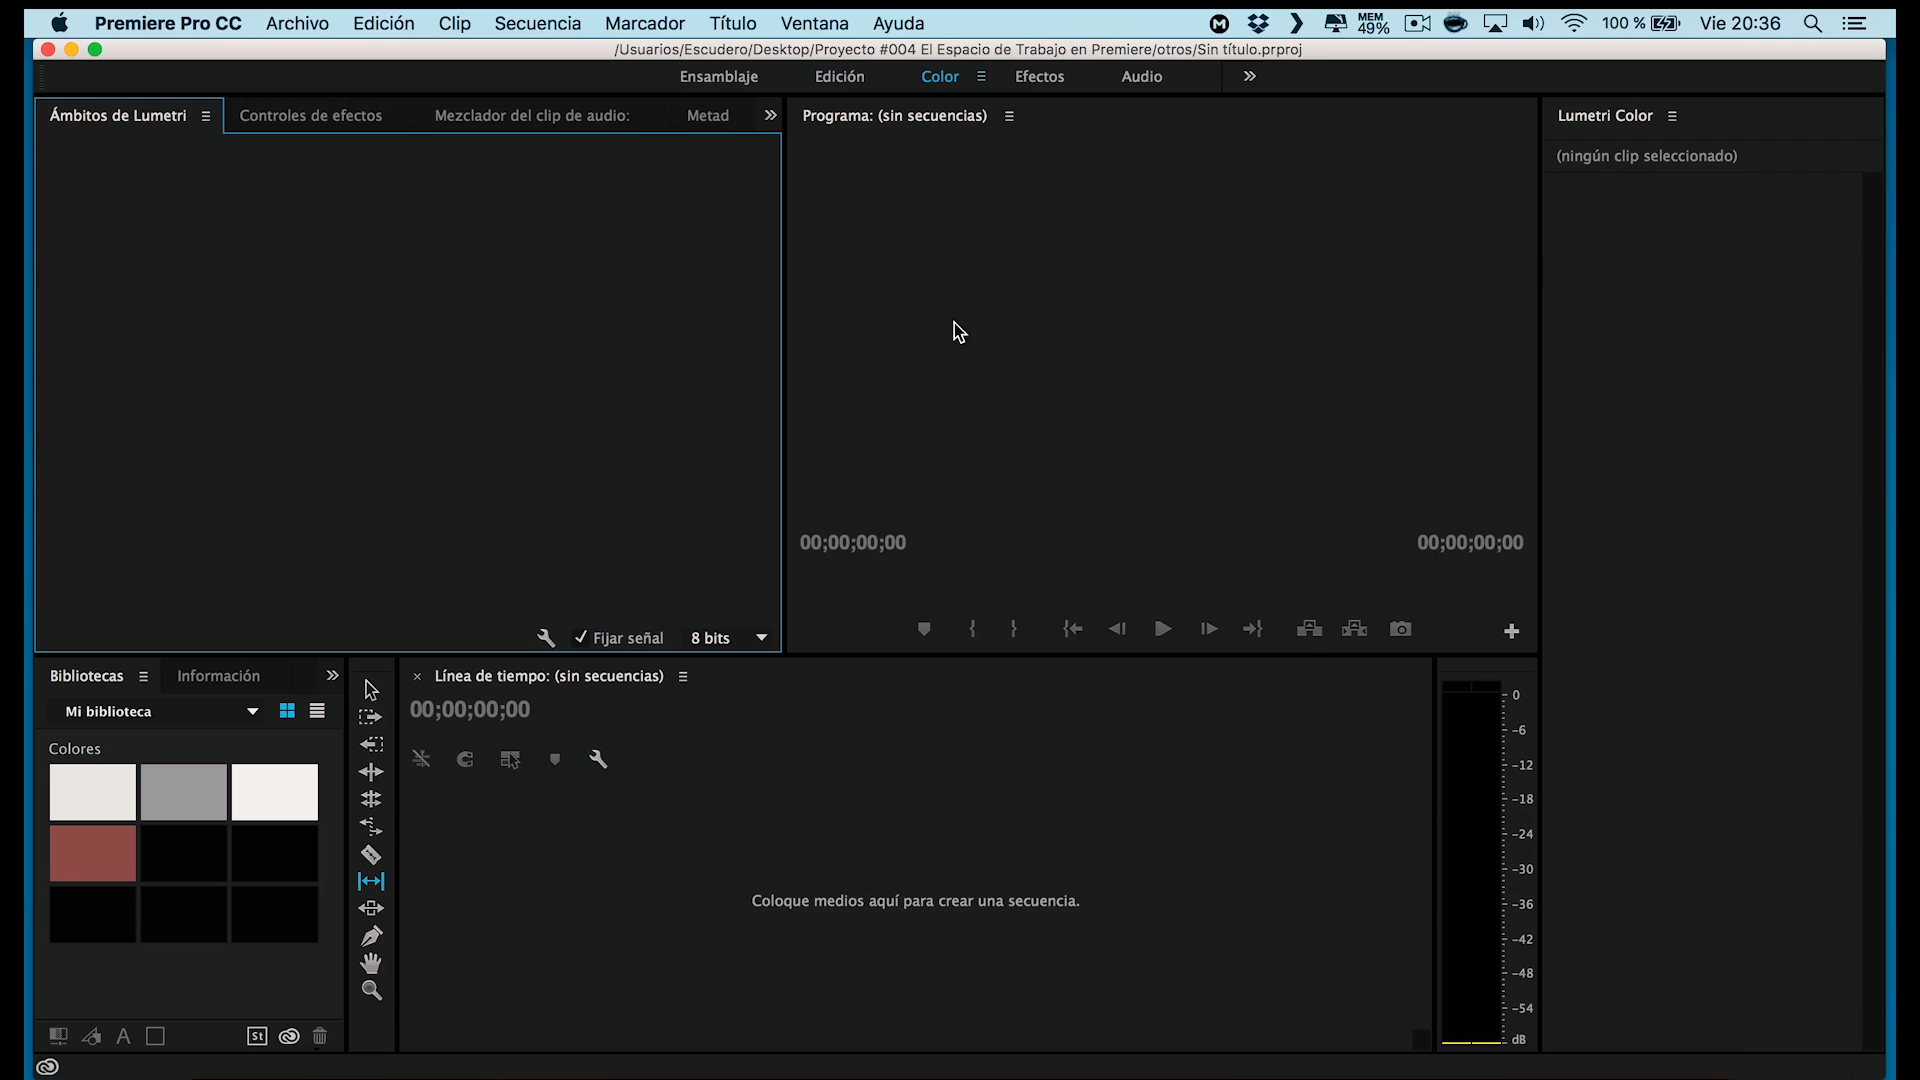 Premiere Pro CC Archivo Edición Clip Secuencia Marcador Título Ventana Ayuda MEM 49% 100 % Vie 20:36
/Usuarios/Escudero/Desktop/Proyecto #004 El Espacio de Trabajo en Premiere/otros/Sin título.prproj
Ensamblaje Edición Color Efectos Audio
Ámbitos de Lumetri Controles de efectos Mezclador del clip de audio: Metad
Programa: (sin secuencias)
Lumetri Color
(ningún clip seleccionado)
00;00;00;00 00;00;00;00
Fijar señal 8 bits
Bibliotecas Información
Mi biblioteca
Colores
St
Línea de tiempo: (sin secuencias)
00;00;00;00
Coloque medios aquí para crear una secuencia.
0
-6
-12
-18
-24
-30
-36
-42
-48
-54
dB